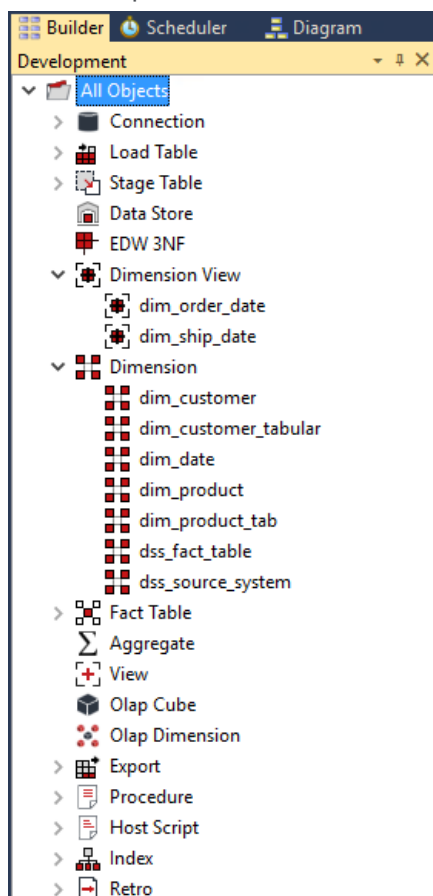 Builder Scheduler Diagram
Development
All Objects
Connection
Load Table
Stage Table
Data Store
EDW 3NF
Dimension View
dim_order_date
dim_ship_date
Dimension
dim_customer
dim_customer_tabular
dim_date
dim_product
dim_product_tab
dss_fact_table
dss_source_system
Fact Table
Aggregate
View
Olap Cube
Olap Dimension
Export
Procedure
Host Script
Index
Retro